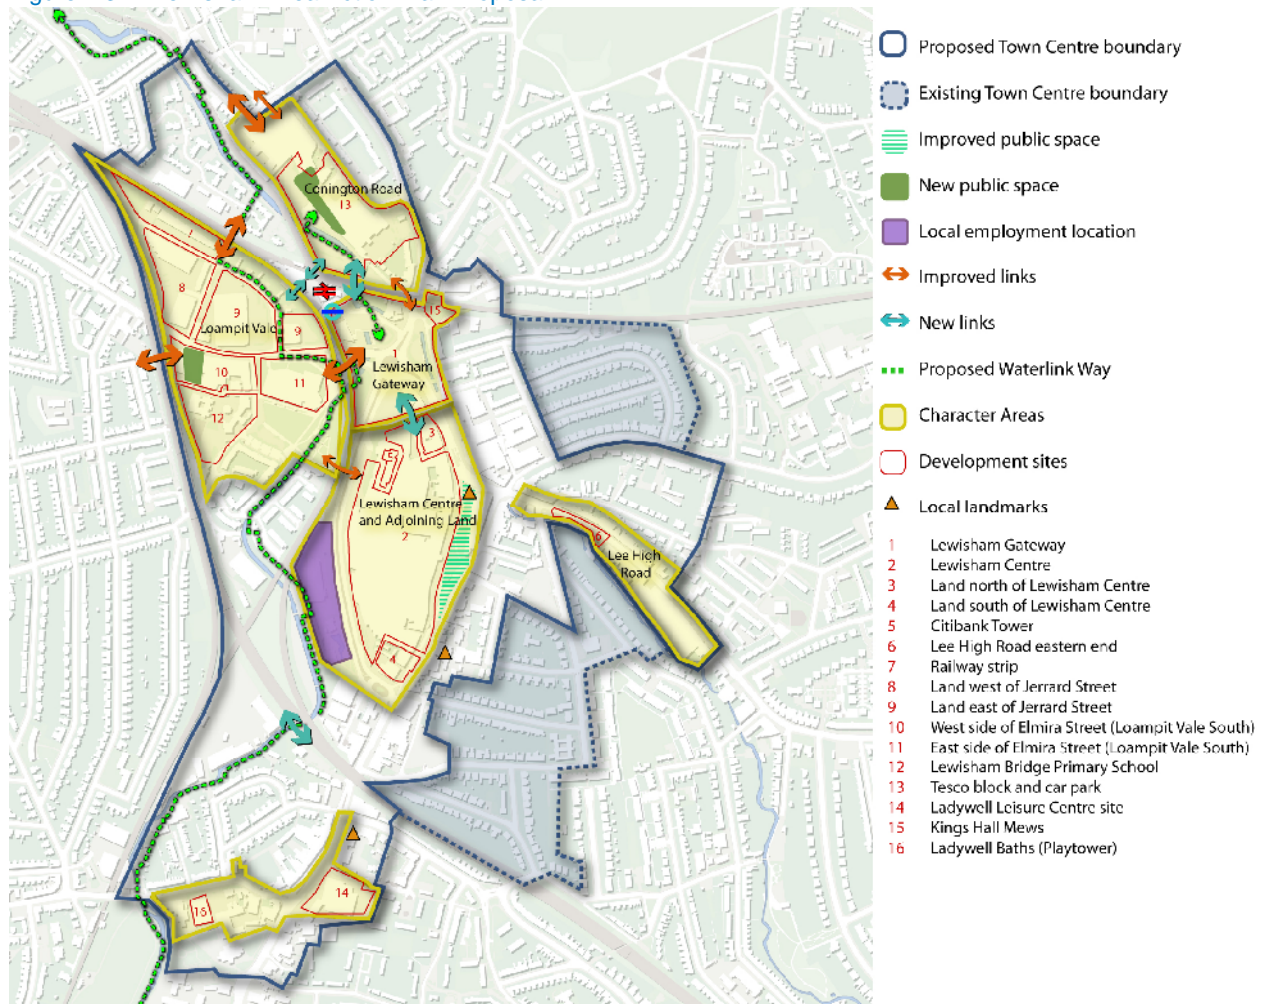 Proposed Town Centre boundary
Existing Town Centre boundary
Improved public space
New public space
Local employment location
Improved links
New links
Proposed Waterlink Way
Character Areas
Development sites
Local landmarks
1 Lewisham Gateway
2 Lewisham Centre
3 Land north of Lewisham Centre
4 Land south of Lewisham Centre
5 Citibank Tower
6 Lee High Road eastern end
7 Railway strip
8 Land west of Jerrard Street
9 Land east of Jerrard Street
10 West side of Elmira Street (Loampit Vale South)
11 East side of Elmira Street (Loampit Vale South)
12 Lewisham Bridge Primary School
13 Tesco block and car park
14 Ladywell Leisure Centre site
15 Kings Hall Mews
16 Ladywell Baths (Playtower)
Conington Road
13
8
9
Loampit Vale
9
15
1
Lewisham
Gateway
10
11
12
3
Lewisham Centre
and Adjoining Land
2
6
Lee High
Road
4
14